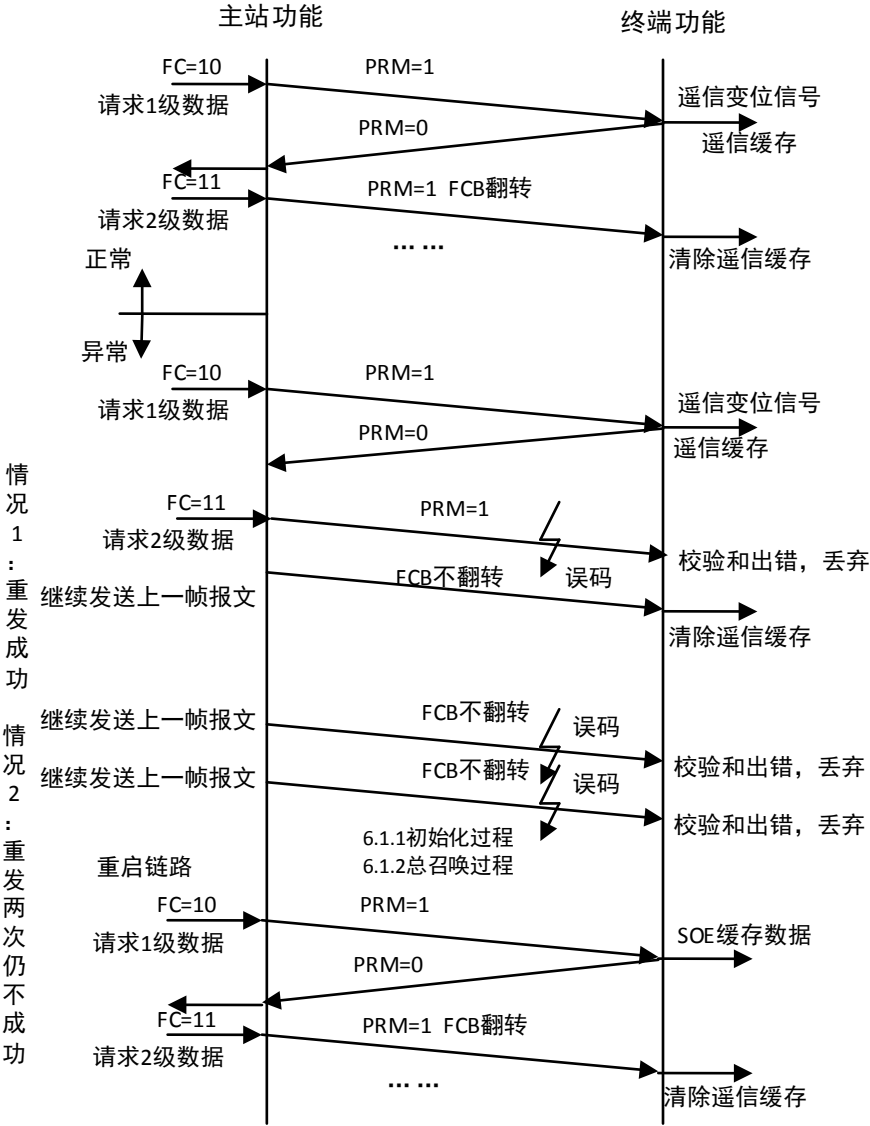 主站功能
终端功能
FC=10
PRM=1
请求1级数据
遥信变位信号
PRM=0
遥信缓存
FC=11
PRM=1 FCB翻转
请求2级数据
... ...
清除遥信缓存
正常
异常
FC=10
PRM=1
请求1级数据
遥信变位信号
PRM=0
遥信缓存
情况1：重发成功
FC=11
PRM=1
请求2级数据
校验和出错，丢弃
FCB不翻转
误码
继续发送上一帧报文
清除遥信缓存
情况2：重发两次仍不成功
继续发送上一帧报文
FCB不翻转
误码
校验和出错，丢弃
继续发送上一帧报文
FCB不翻转
误码
校验和出错，丢弃
6.1.1初始化过程
6.1.2总召唤过程
重启链路
FC=10
PRM=1
请求1级数据
SOE缓存数据
PRM=0
FC=11
PRM=1 FCB翻转
请求2级数据
... ...
清除遥信缓存